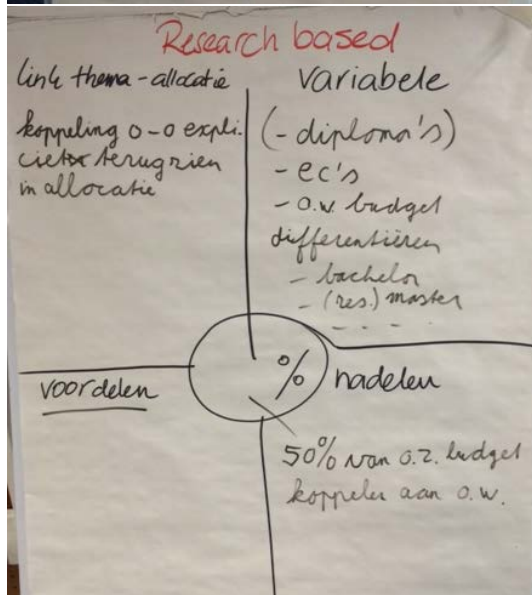 Research based
link thema - allocatie
koppeling o-o expli.
ciet terugzien
in allocatie
variabele
(- diploma's)
- ec's
- o.w. budget
differentiëren
- bachelor
- (res.) master
- - - -
%
voordelen
nadelen
50% van o.z. budget
koppelen aan o.w.